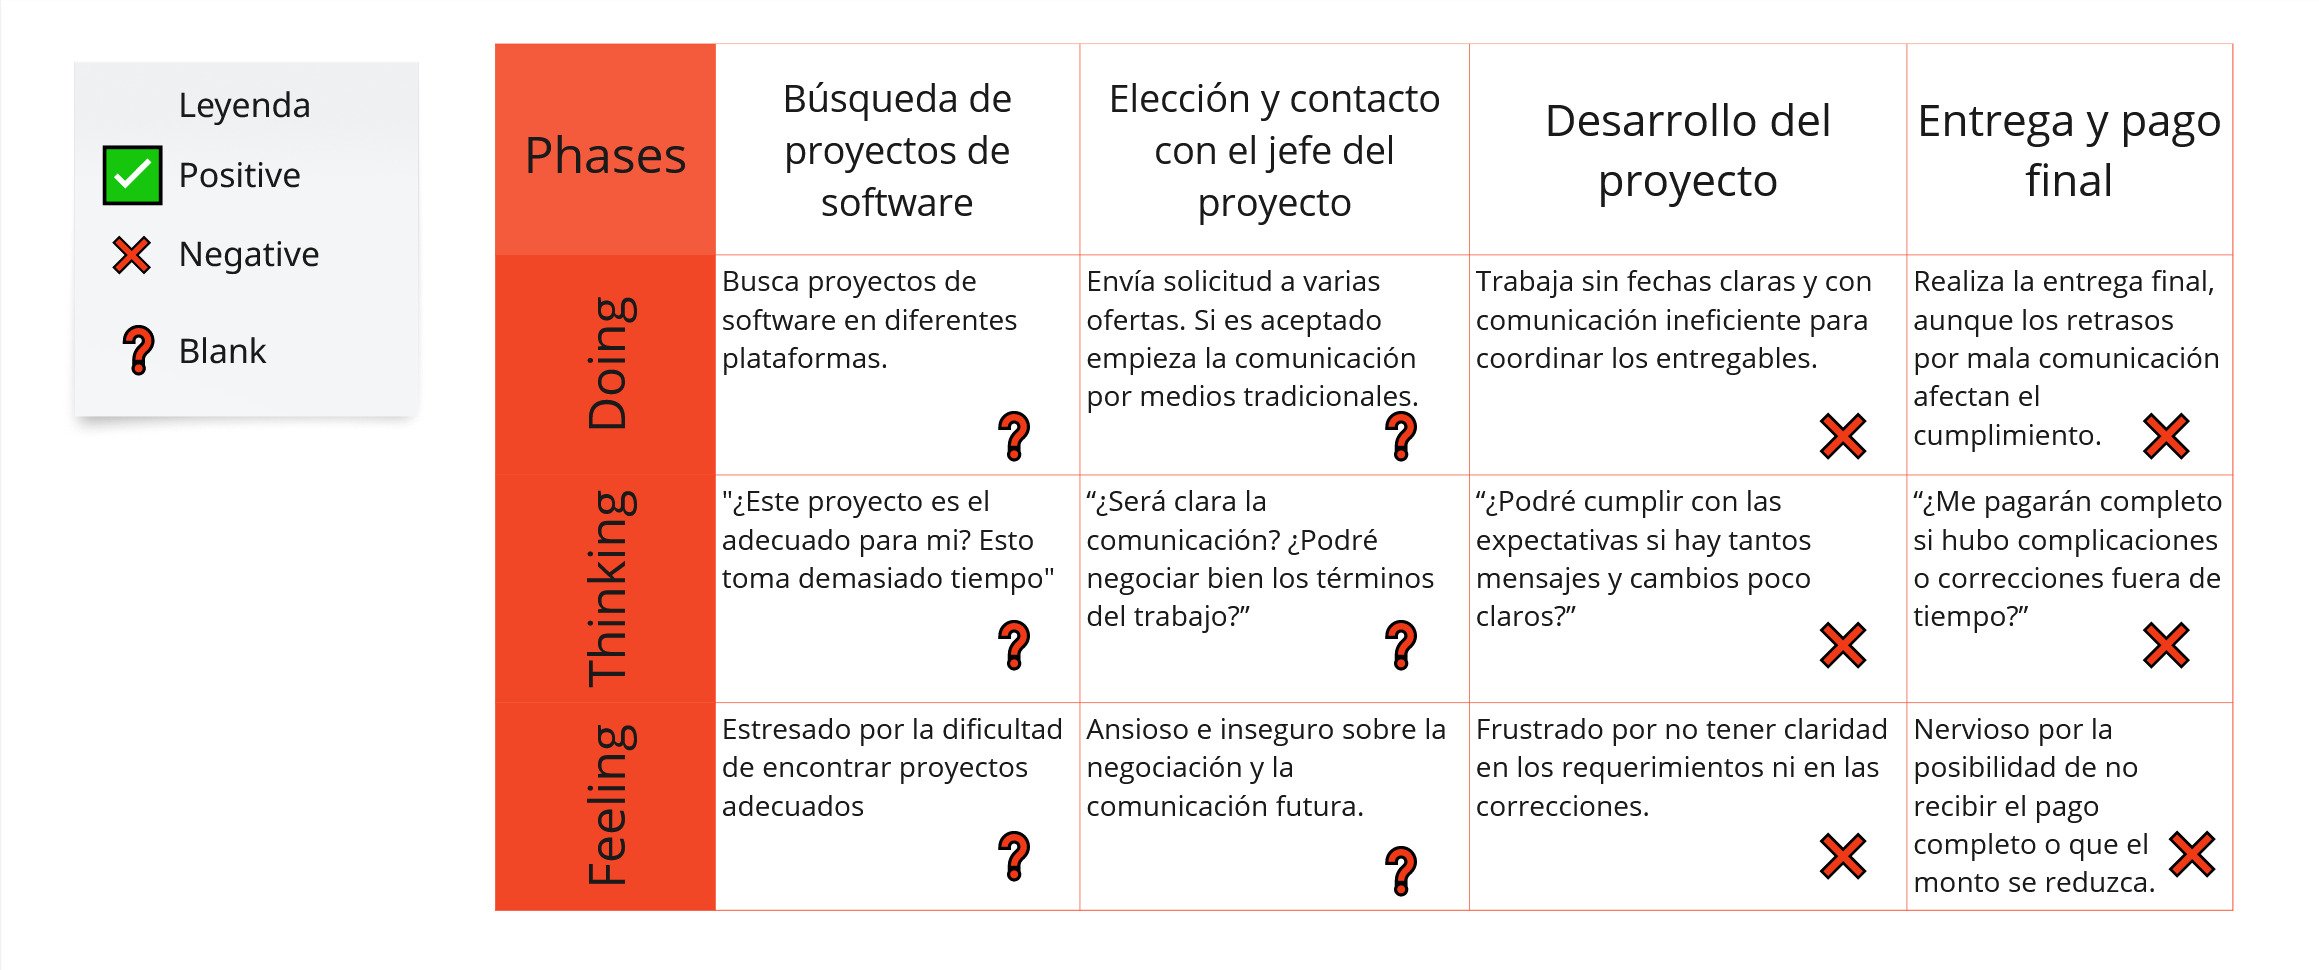 Leyenda
Positive
Negative
Blank
Phases
Búsqueda de
proyectos de
software
Elección y contacto
con el jefe del
proyecto
Desarrollo del
proyecto
Entrega y pago
final
Doing
Busca proyectos de
software en diferentes
plataformas.
Envía solicitud a varias
ofertas. Si es aceptado
empieza la comunicación
por medios tradicionales.
Trabaja sin fechas claras y con
comunicación ineficiente para
coordinar los entregables.
Realiza la entrega final,
aunque los retrasos
por mala comunicación
afectan el
cumplimiento.
Thinking
"¿Este proyecto es el
adecuado para mi? Esto
toma demasiado tiempo"
“¿Será clara la
comunicación? ¿Podré
negociar bien los términos
del trabajo?”
“¿Podré cumplir con las
expectativas si hay tantos
mensajes y cambios poco
claros?”
“¿Me pagarán completo
si hubo complicaciones
o correcciones fuera de
tiempo?”
Feeling
Estresado por la dificultad
de encontrar proyectos
adecuados
Ansioso e inseguro sobre la
negociación y la
comunicación futura.
Frustrado por no tener claridad
en los requerimientos ni en las
correcciones.
Nervioso por la
posibilidad de no
recibir el pago
completo o que el
monto se reduzca.